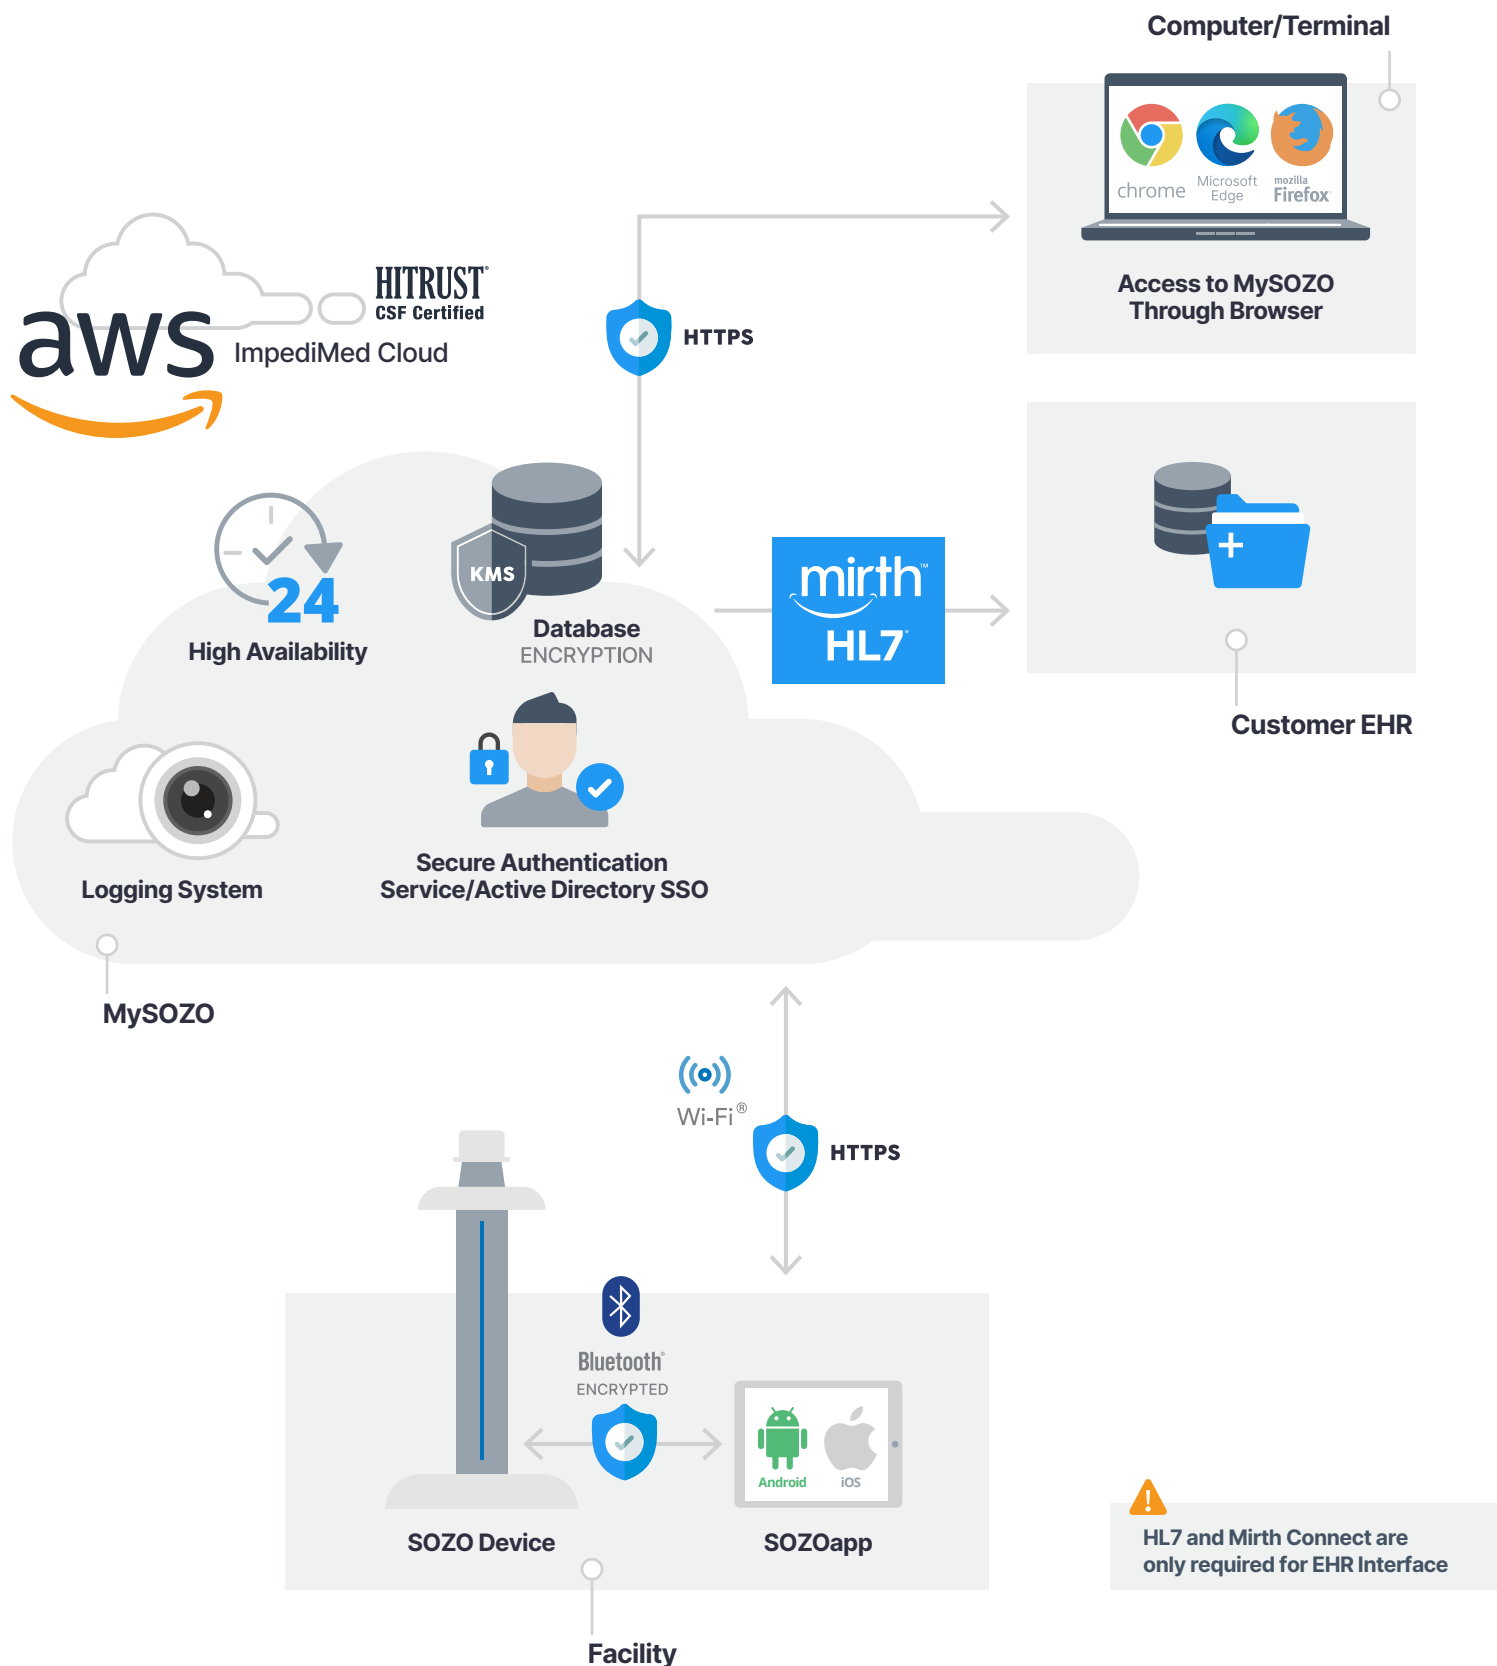 Computer/Terminal
chrome
Microsoft
Edge
mozilla
Firefox
Access to MySOZO
Through Browser
HITRUST®
CSF Certified
aws
ImpediMed Cloud
HTTPS
24
High Availability
KMS
Database
ENCRYPTION
mirth™
HL7®
Customer EHR
Logging System
Secure Authentication
Service/Active Directory SSO
MySOZO
Wi-Fi®
HTTPS
Bluetooth®
ENCRYPTED
Android
iOS
SOZO Device
SOZOapp
Facility
HL7 and Mirth Connect are
only required for EHR Interface